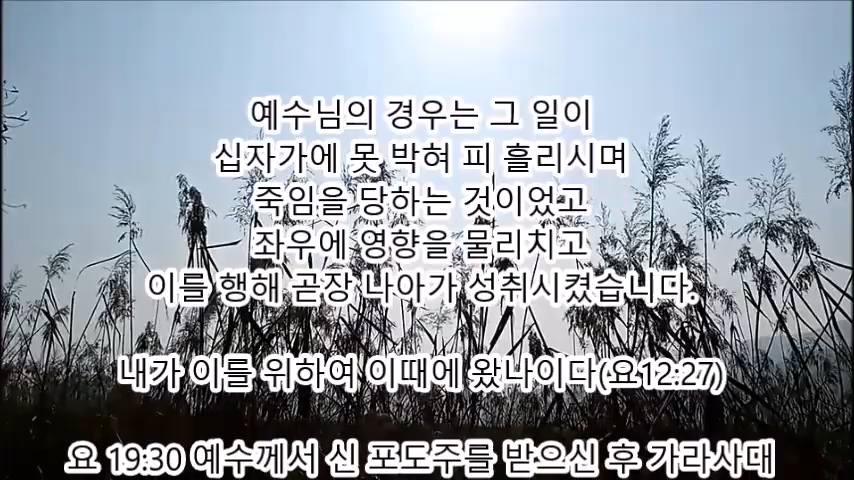 예수님의 경우는 그 일이
십자가에 못 박혀 피 흘리시며
죽임을 당하는 것이었고
좌우에 영향을 물리치고
이를 행해 곧장 나아가 성취시켰습니다.
내가 이를 위하여 이때에 왔나이다(요12:27)
요 19:30 예수께서 신 포도주를 받으신 후 가라사대